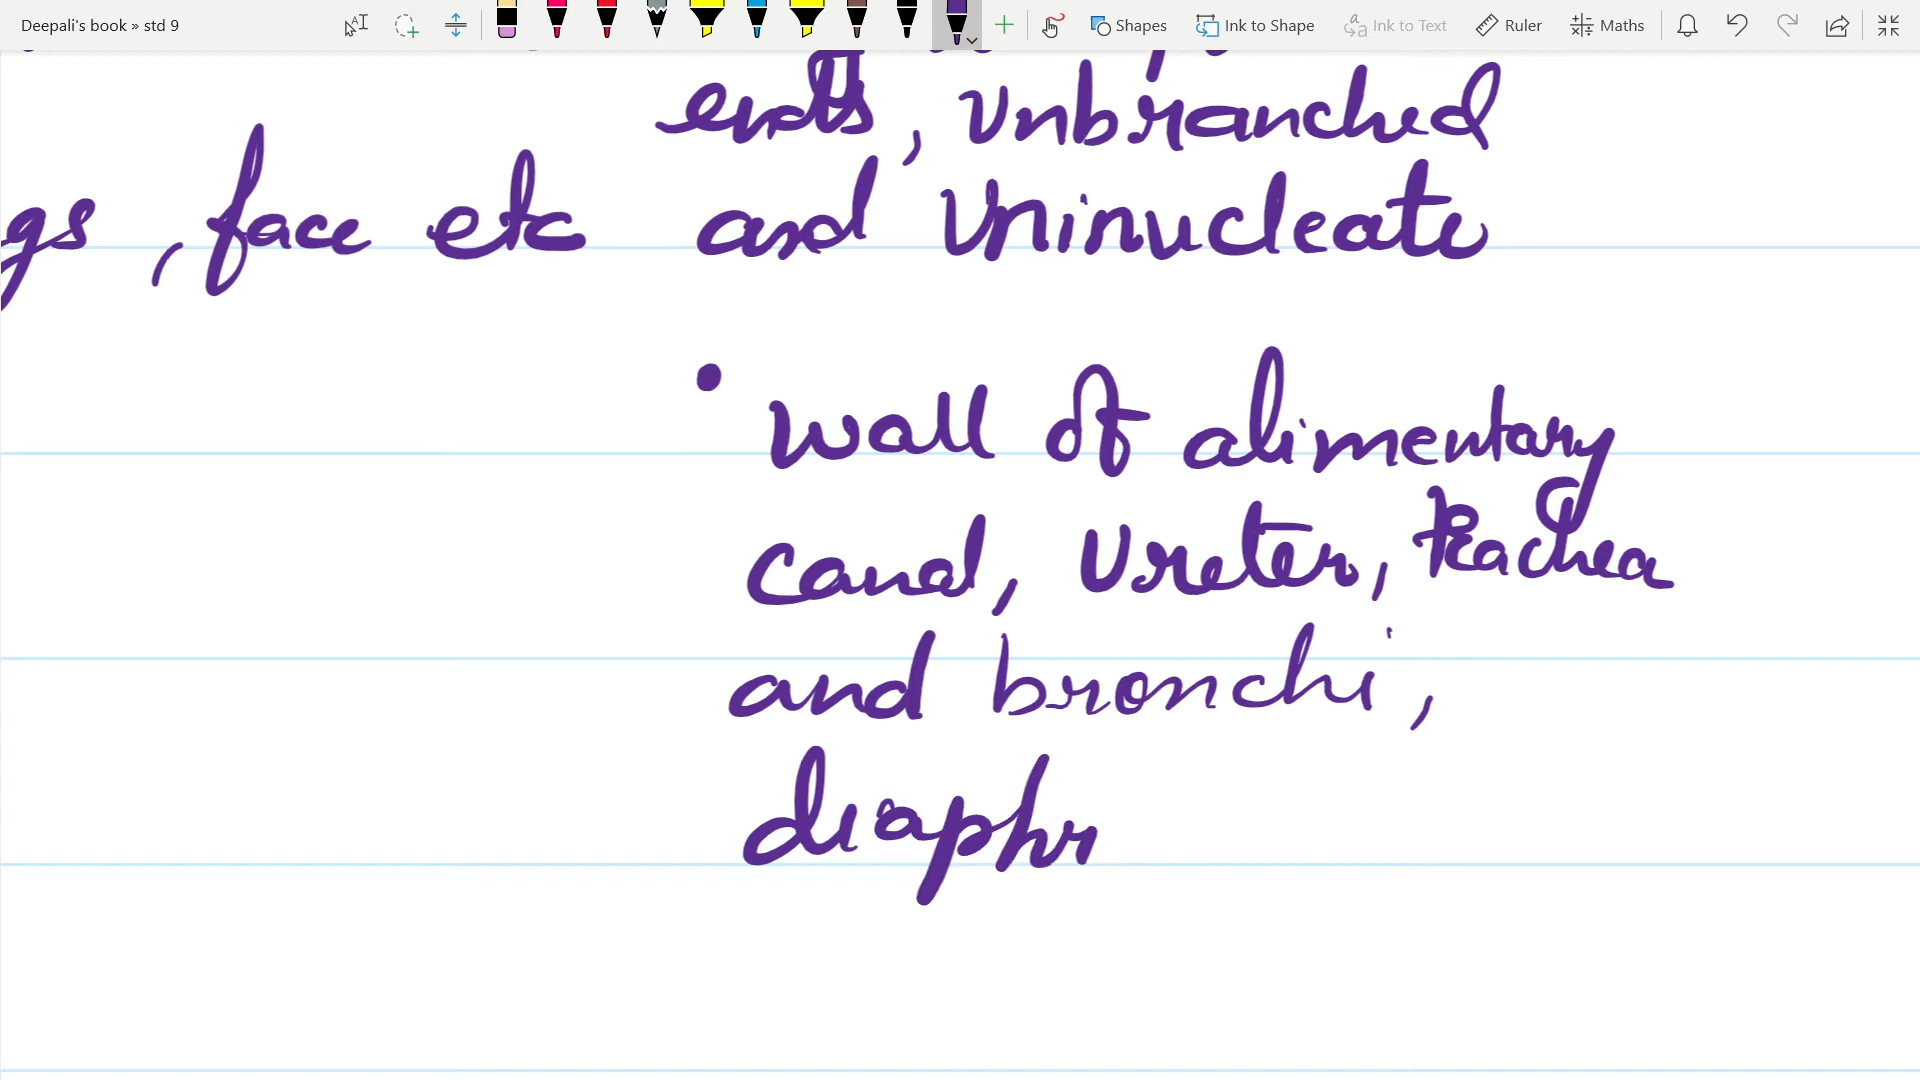 Deepali's book » std 9
Shapes
Ink to Shape
Ink to Text
Ruler
Maths
ends, Unbranched
gs, face etc and Uninucleate
• wall of alimentary
canal, Ureter, trachea
and bronchi,
diaphr